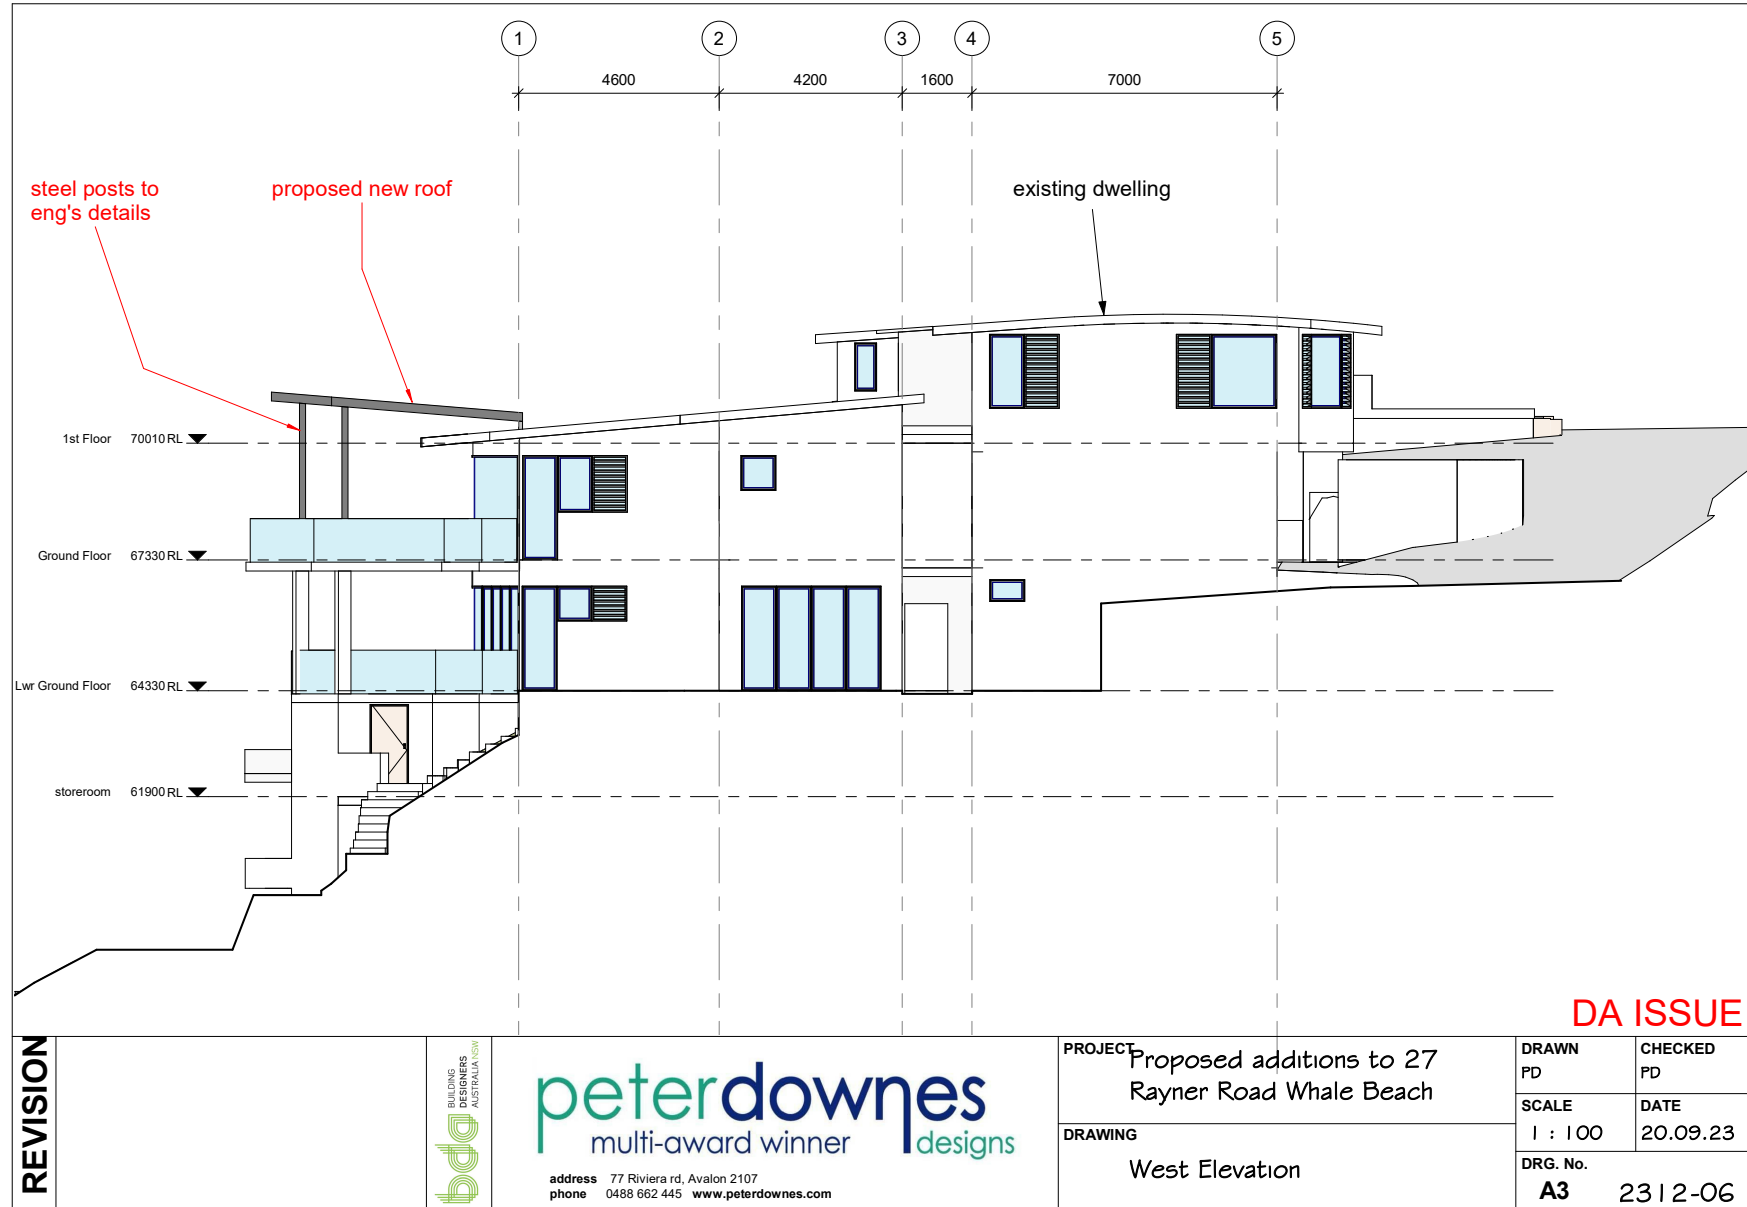 1
2
3
4
5
4600
4200
1600
7000
steel posts to
eng's details
proposed new roof
existing dwelling
1st Floor 70010 RL
Ground Floor 67330 RL
Lwr Ground Floor 64330 RL
storeroom 61900 RL
DA ISSUE
REVISION
bda
BUILDING
DESIGNERS
AUSTRALIA NSW
peterdownes
multi-award winner designs
address 77 Riviera rd, Avalon 2107
phone 0488 662 445 www.peterdownes.com
PROJECT
Proposed additions to 27
Rayner Road Whale Beach
DRAWING
West Elevation
DRAWN
PD
CHECKED
PD
SCALE
1 : 100
DATE
20.09.23
DRG. No.
A3 2312-06